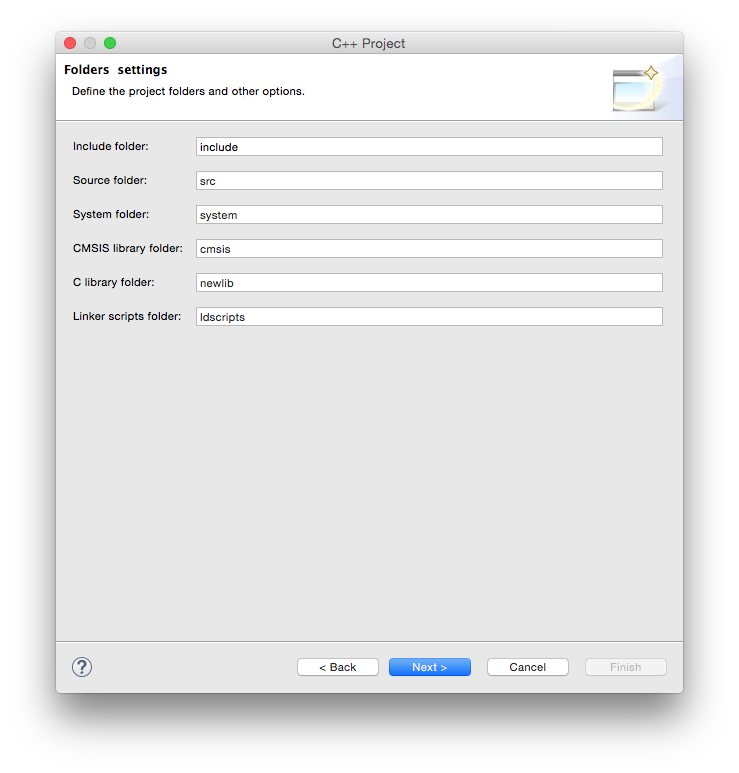 C++ Project
Folders settings
Define the project folders and other options.
Include folder: include
Source folder: src
System folder: system
CMSIS library folder: cmsis
C library folder: newlib
Linker scripts folder: ldscripts
? < Back Next > Cancel Finish